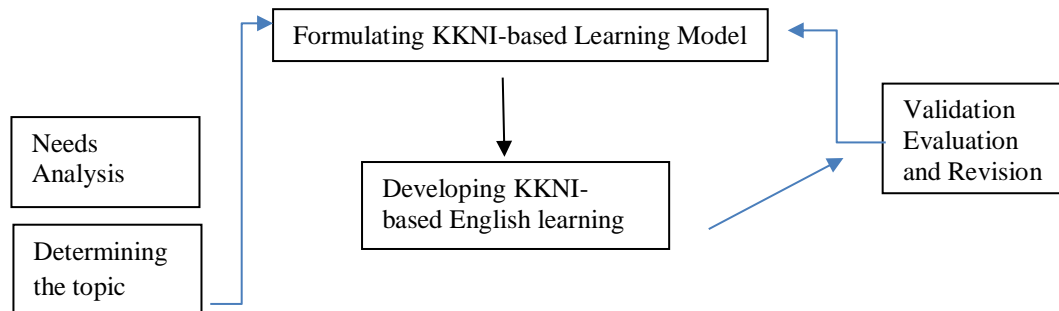 Formulating KKNI-based Learning Model
Needs
Analysis
Validation
Evaluation
and Revision
Developing KKNI-
based English learning
Determining
the topic